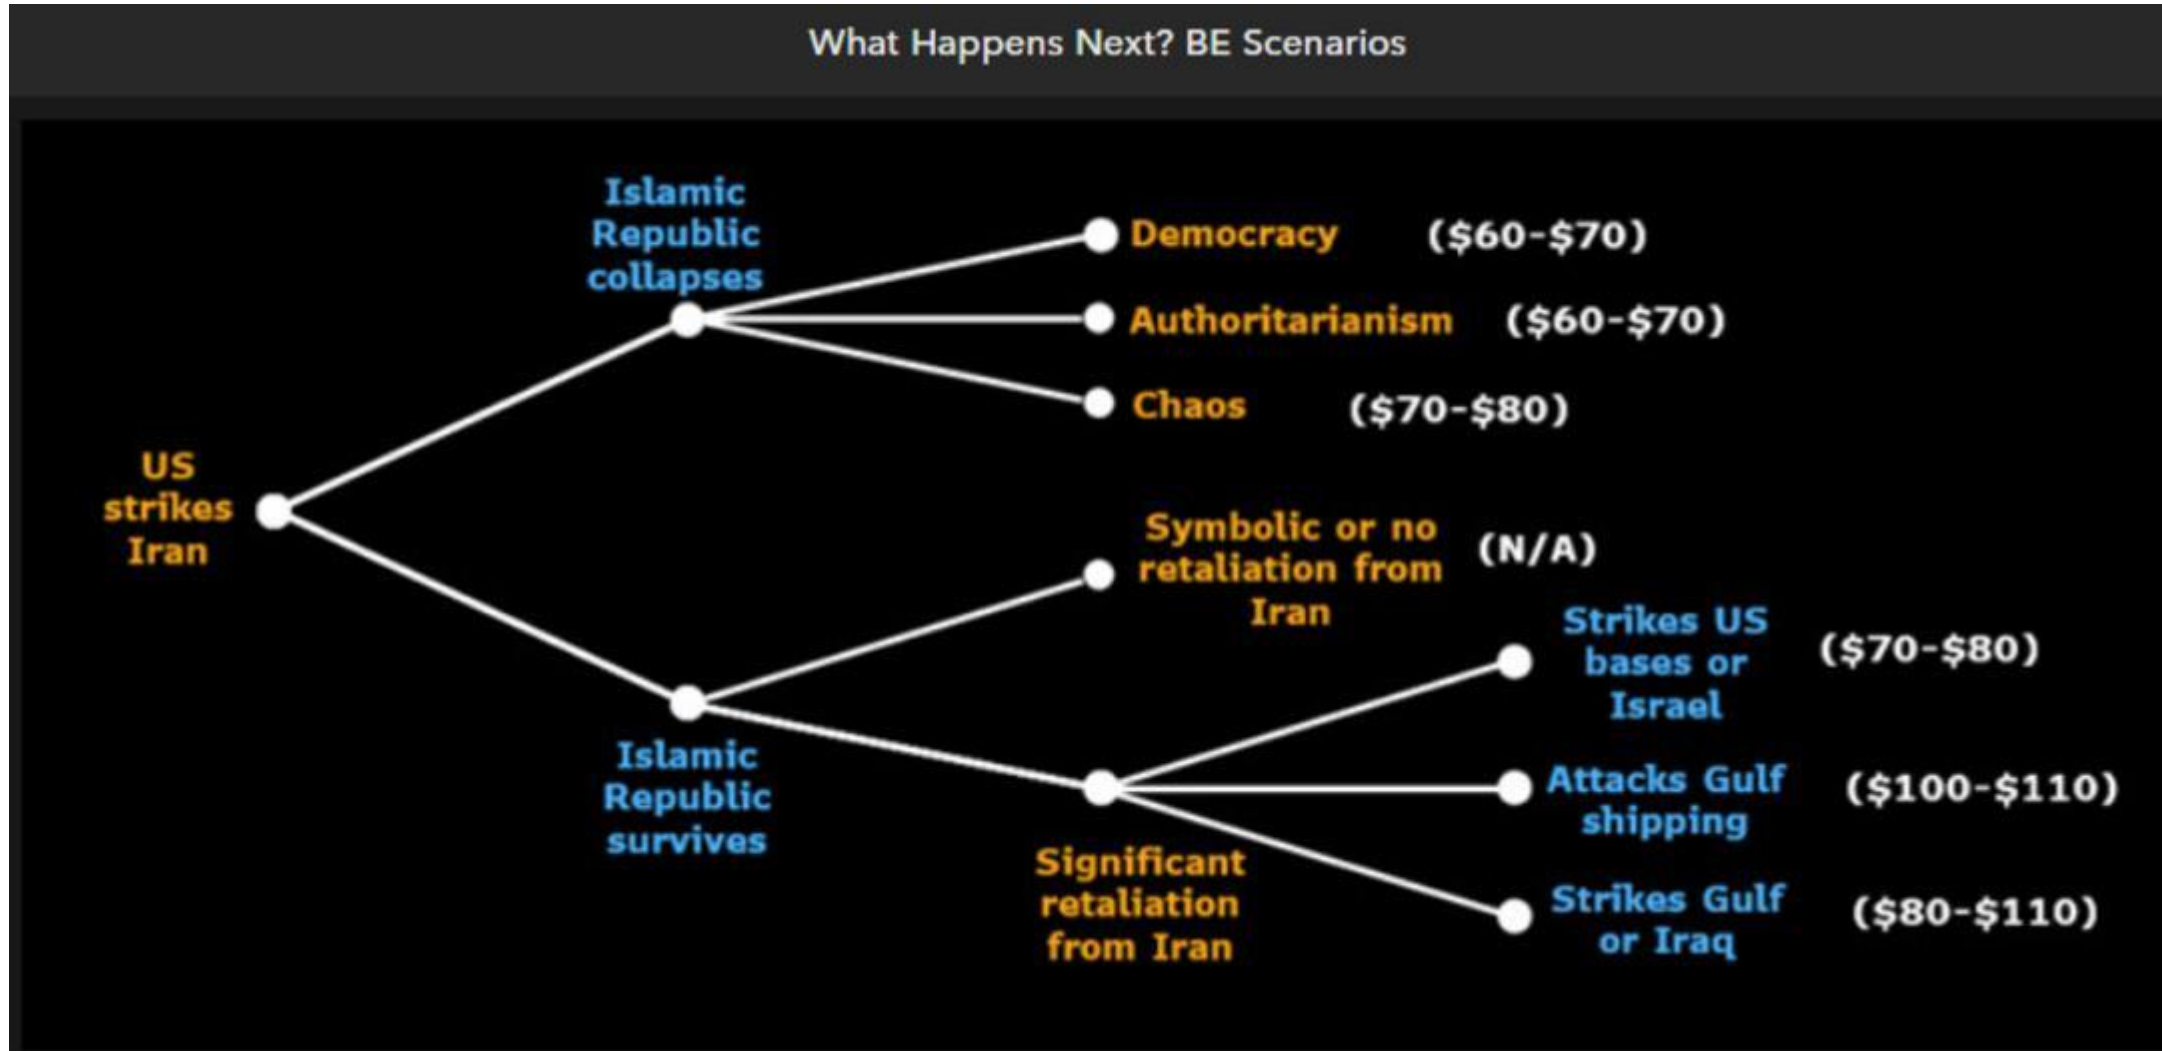 What Happens Next? BE Scenarios
Islamic
Republic
collapses
Democracy ($60-$70)
Authoritarianism ($60-$70)
Chaos ($70-$80)
US
strikes
Iran
Symbolic or no
retaliation from
Iran
(N/A)
Strikes US
bases or
Israel
($70-$80)
Islamic
Republic
survives
Attacks Gulf
shipping
($100-$110)
Significant
retaliation
from Iran
Strikes Gulf
or Iraq
($80-$110)